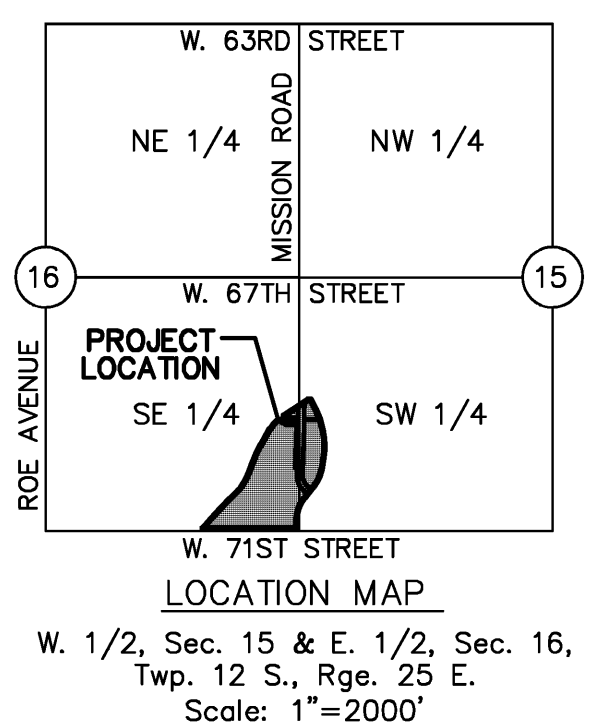 W. 63RD STREET
MISSION ROAD
NE 1/4
NW 1/4
16
15
W. 67TH STREET
ROE AVENUE
PROJECT
LOCATION
SE 1/4
SW 1/4
W. 71ST STREET
LOCATION MAP
W. 1/2, Sec. 15 & E. 1/2, Sec. 16,
Twp. 12 S., Rge. 25 E.
Scale: 1"=2000'